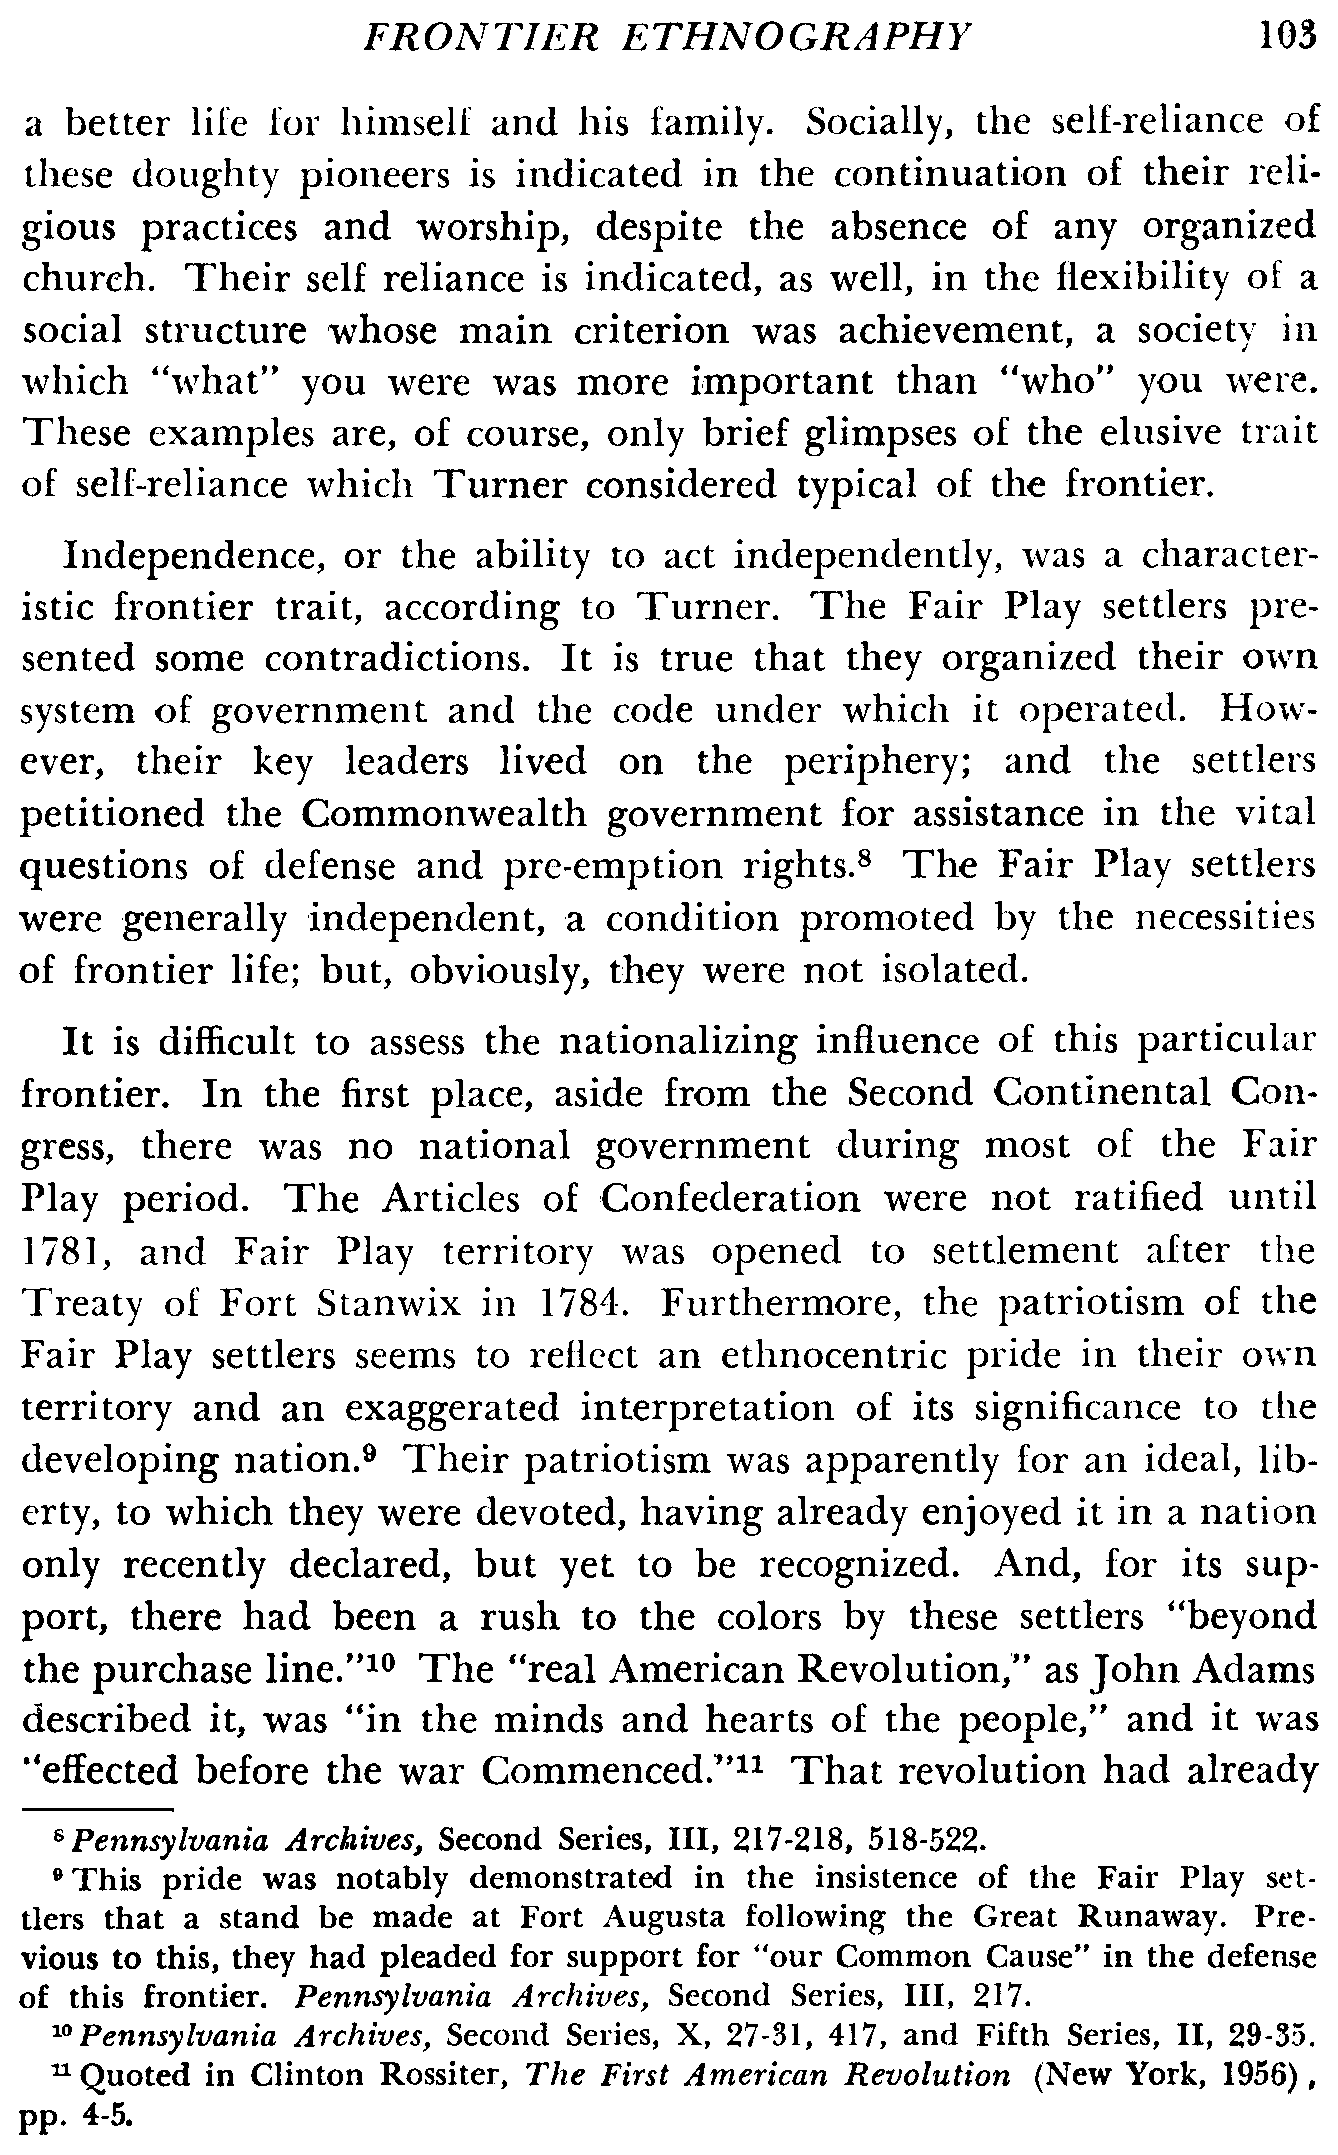 FRONTIER ETHNOGRAPHY 103
a better life for himself and his family. Socially, the self-reliance of
these doughty pioneers is indicated in the continuation of their reli-
gious practices and worship, despite the absence of any organized
church. Their self reliance is indicated, as well, in the flexibility of a
social structure whose main criterion was achievement, a society in
which "what" you were was more important than "who" you were.
These examples are, of course, only brief glimpses of the elusive trait
of self-reliance which Turner considered typical of the frontier.
Independence, or the ability to act independently, was a character-
istic frontier trait, according to Turner. The Fair Play settlers pre-
sented some contradictions. It is true that they organized their own
system of government and the code under which it operated. How-
ever, their key leaders lived on the periphery; and the settlers
petitioned the Commonwealth government for assistance in the vital
questions of defense and pre-emption rights.⁸ The Fair Play settlers
were generally independent, a condition promoted by the necessities
of frontier life; but, obviously, they were not isolated.
It is difficult to assess the nationalizing influence of this particular
frontier. In the first place, aside from the Second Continental Con-
gress, there was no national government during most of the Fair
Play period. The Articles of Confederation were not ratified until
1781, and Fair Play territory was opened to settlement after the
Treaty of Fort Stanwix in 1784. Furthermore, the patriotism of the
Fair Play settlers seems to reflect an ethnocentric pride in their own
territory and an exaggerated interpretation of its significance to the
developing nation.⁹ Their patriotism was apparently for an ideal, lib-
erty, to which they were devoted, having already enjoyed it in a nation
only recently declared, but yet to be recognized. And, for its sup-
port, there had been a rush to the colors by these settlers "beyond
the purchase line."¹⁰ The "real American Revolution," as John Adams
described it, was "in the minds and hearts of the people," and it was
"effected before the war Commenced."¹¹ That revolution had already
⁸ Pennsylvania Archives, Second Series, III, 217-218, 518-522.
⁹ This pride was notably demonstrated in the insistence of the Fair Play set-
tlers that a stand be made at Fort Augusta following the Great Runaway. Pre-
vious to this, they had pleaded for support for "our Common Cause" in the defense
of this frontier. Pennsylvania Archives, Second Series, III, 217.
¹⁰ Pennsylvania Archives, Second Series, X, 27-31, 417, and Fifth Series, II, 29-35.
¹¹ Quoted in Clinton Rossiter, The First American Revolution (New York, 1956),
pp. 4-5.